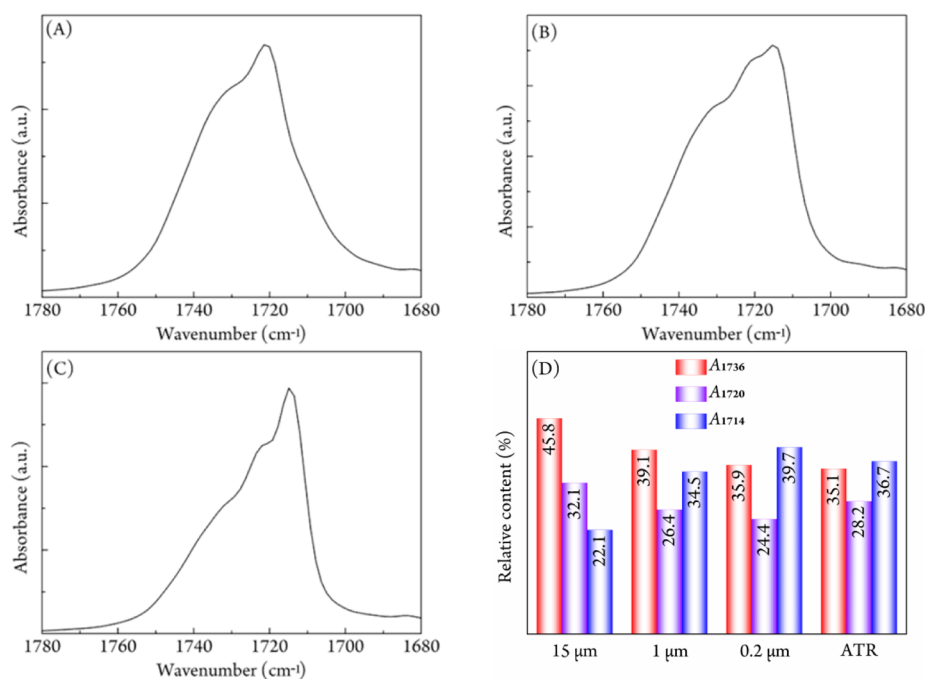 (A)
Absorbance (a.u.)
1780 1760 1740 1720 1700 1680
Wavenumber (cm⁻¹)
(B)
Absorbance (a.u.)
1780 1760 1740 1720 1700 1680
Wavenumber (cm⁻¹)
(C)
Absorbance (a.u.)
1780 1760 1740 1720 1700 1680
Wavenumber (cm⁻¹)
(D)
A1736
A1720
A1714
Relative content (%)
45.8 32.1 22.1 39.1 26.4 34.5 35.9 24.4 39.7 35.1 28.2 36.7
15 μm 1 μm 0.2 μm ATR